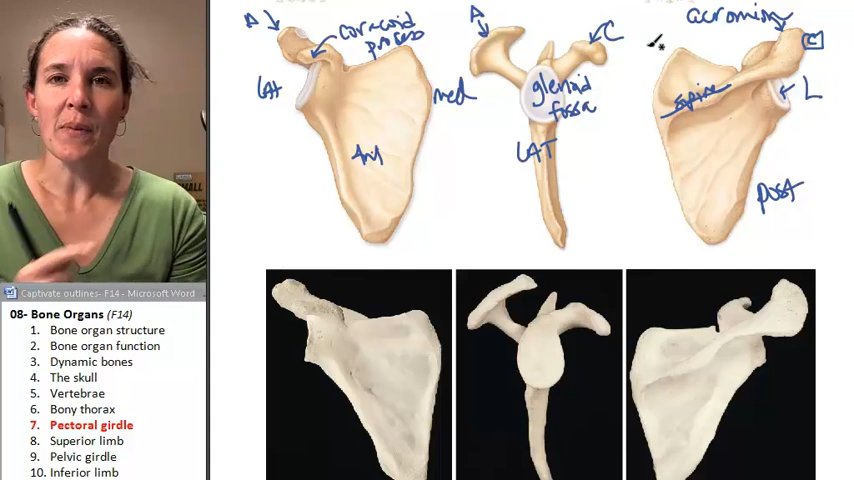 A
coracoid
process
LAT
med
Ant
A
C
glenoid
fossa
LAT
acromion
C
spine
L
post
Captivate outlines- F14 - Microsoft Word
08- Bone Organs (F14)
1. Bone organ structure
2. Bone organ function
3. Dynamic bones
4. The skull
5. Vertebrae
6. Bony thorax
7. Pectoral girdle
8. Superior limb
9. Pelvic girdle
10. Inferior limb